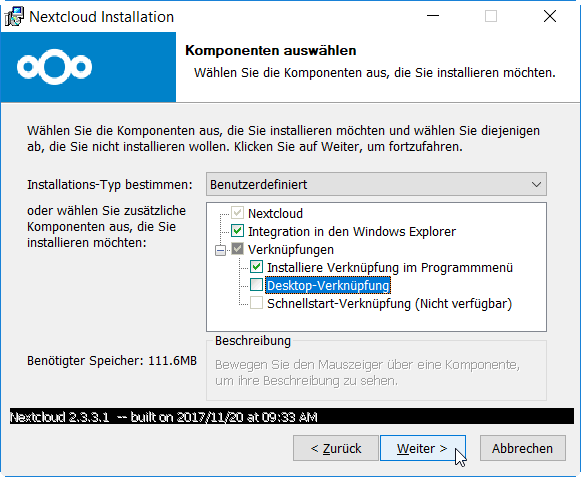 Nextcloud Installation
Komponenten auswählen
Wählen Sie die Komponenten aus, die Sie installieren möchten.
Wählen Sie die Komponenten aus, die Sie installieren möchten und wählen Sie diejenigen
ab, die Sie nicht installieren wollen. Klicken Sie auf Weiter, um fortzufahren.
Installations-Typ bestimmen:
Benutzerdefiniert
oder wählen Sie zusätzliche
Komponenten aus, die Sie
installieren möchten:
Nextcloud
Integration in den Windows Explorer
Verknüpfungen
Installiere Verknüpfung im Programmmenü
Desktop-Verknüpfung
Schnellstart-Verknüpfung (Nicht verfügbar)
Benötigter Speicher: 111.6MB
Beschreibung
Bewegen Sie den Mauszeiger über eine Komponente,
um ihre Beschreibung zu sehen.
Nextcloud 2.3.3.1 -- built on 2017/11/20 at 09:33 AM
< Zurück
Weiter >
Abbrechen